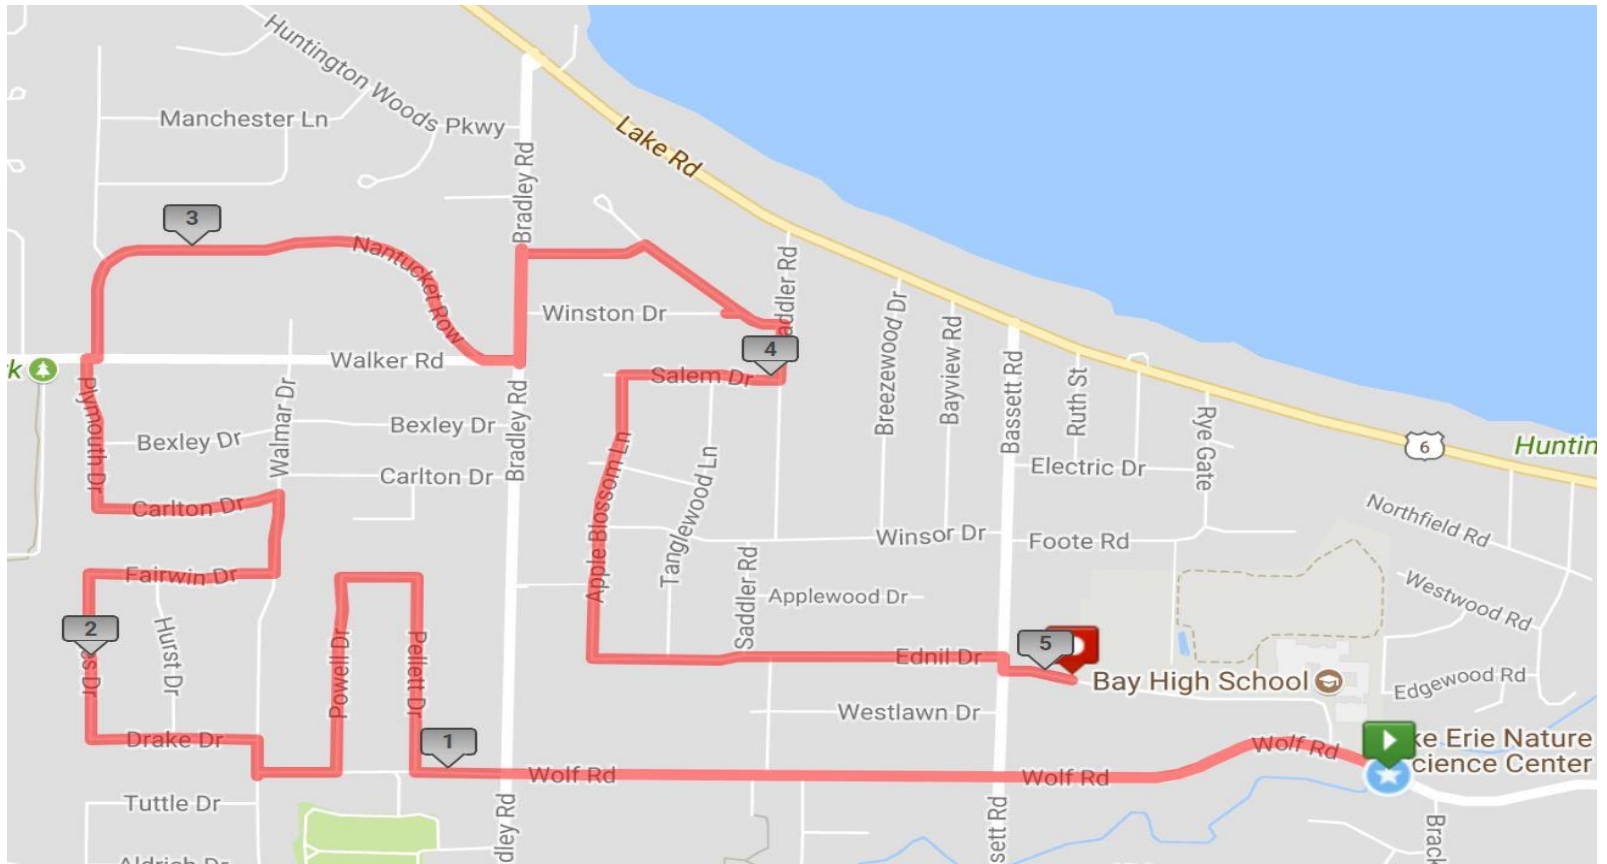 Huntington Woods Pkwy
Manchester Ln
Lake Rd
Bradley Rd
3
Nantucket Row
Saddler Rd
Winston Dr
4
Walker Rd
k
Salem Dr
Breezewood Dr
Bayview Rd
Bassett Rd
Ruth St
Rye Gate
6
Huntin
Plymouth Dr
Walmar Dr
Bexley Dr
Bexley Dr
Bradley Rd
Apple Blossom Ln
Tanglewood Ln
Electric Dr
Carlton Dr
Carlton Dr
Northfield Rd
Winsor Dr
Foote Rd
Fairwin Dr
Saddler Rd
Applewood Dr
Westwood Rd
2
Hurst Dr
Powell Dr
Pellett Dr
ss Dr
Ednil Dr
5
Bay High School
Edgewood Rd
Westlawn Dr
Drake Dr
1
Wolf Rd
Wolf Rd
Wolf Rd
ke Erie Nature
cience Center
Tuttle Dr
dley Rd
sett Rd
Brack
Aldrich Dr